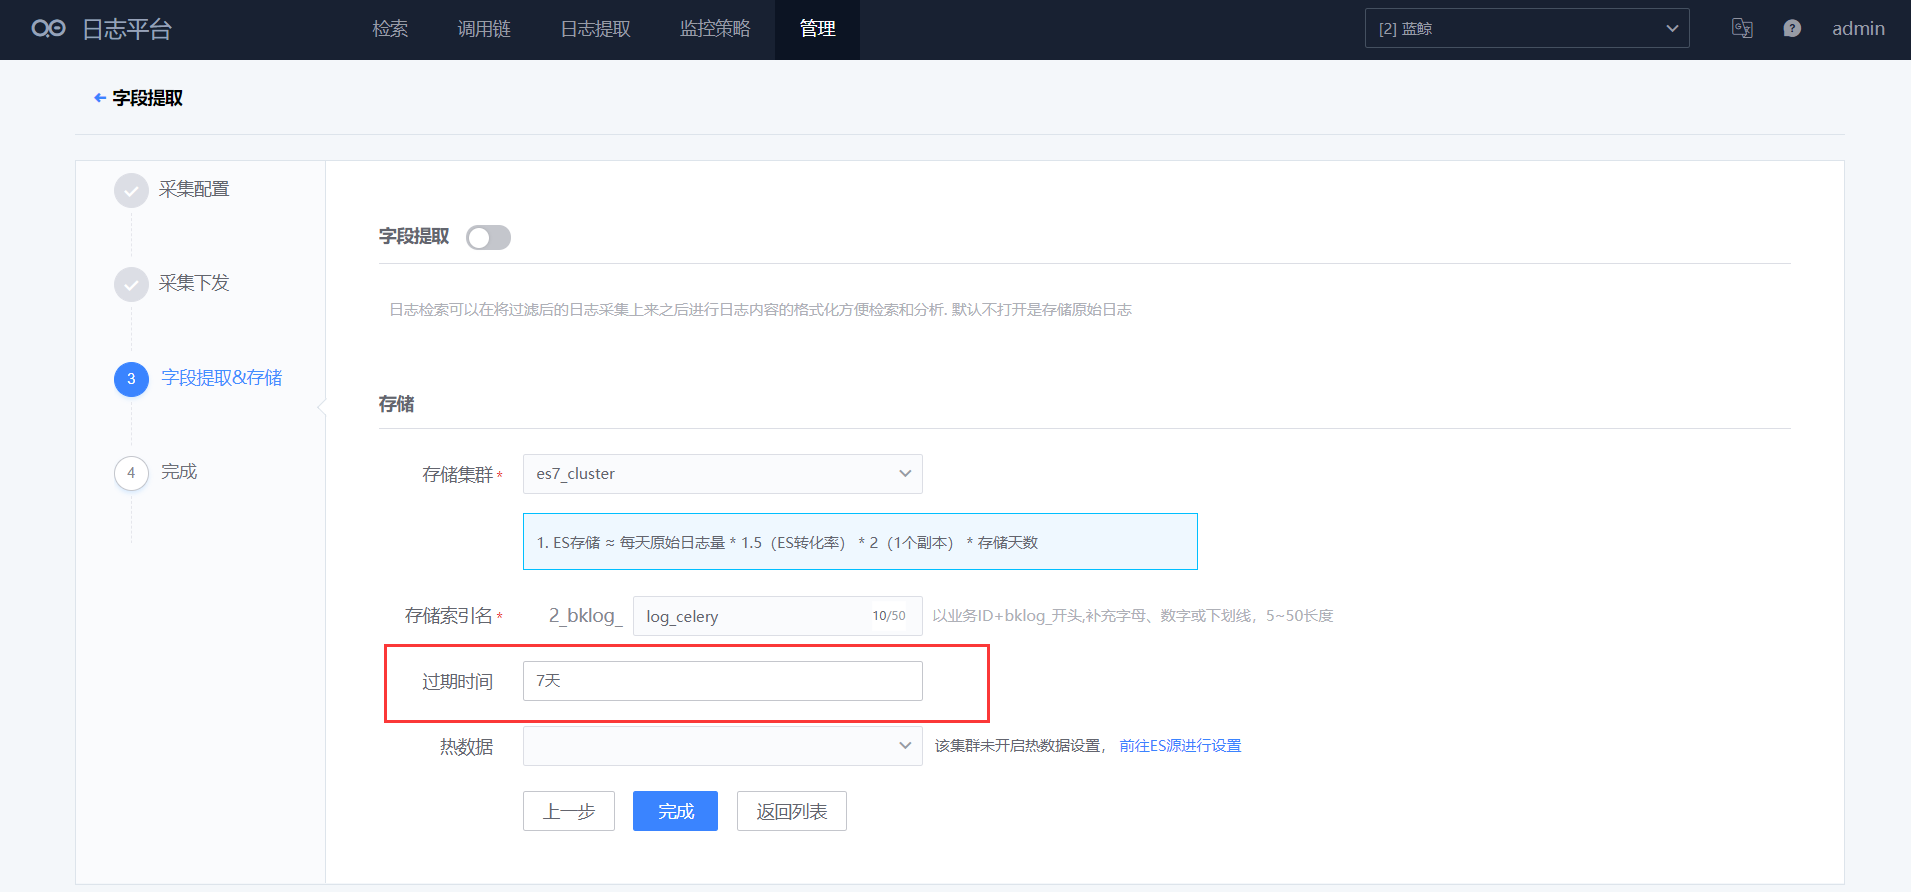 日志平台 检索 调用链 日志提取 监控策略 管理 [2] 蓝鲸 admin
字段提取
采集配置
采集下发
3 字段提取&存储
4 完成
字段提取
日志检索可以在将过滤后的日志采集上来之后进行日志内容的格式化方便检索和分析. 默认不打开是存储原始日志
存储
存储集群* es7_cluster
1. ES存储 ≈ 每天原始日志量 * 1.5（ES转化率） * 2（1个副本） * 存储天数
存储索引名* 2_bklog_ log_celery 10/50 以业务ID+bklog_开头,补充字母、数字或下划线，5~50长度
过期时间 7天
热数据 该集群未开启热数据设置， 前往ES源进行设置
上一步 完成 返回列表